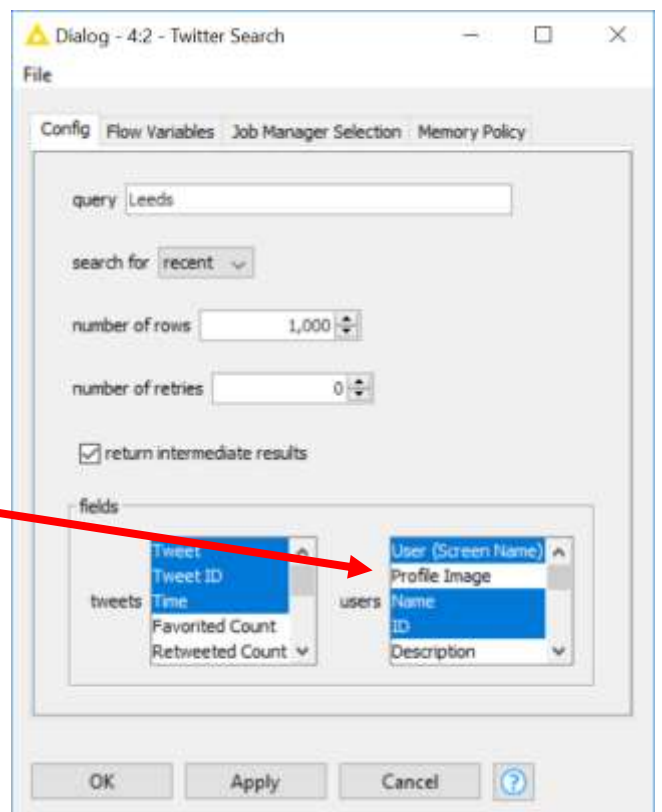 Dialog - 4:2 - Twitter Search
File
Config Flow Variables Job Manager Selection Memory Policy
query Leeds
search for recent
number of rows 1,000
number of retries 0
return intermediate results
fields
tweets
Tweet
Tweet ID
Time
Favorited Count
Retweeted Count
users
User (Screen Name)
Profile Image
Name
ID
Description
OK Apply Cancel ?